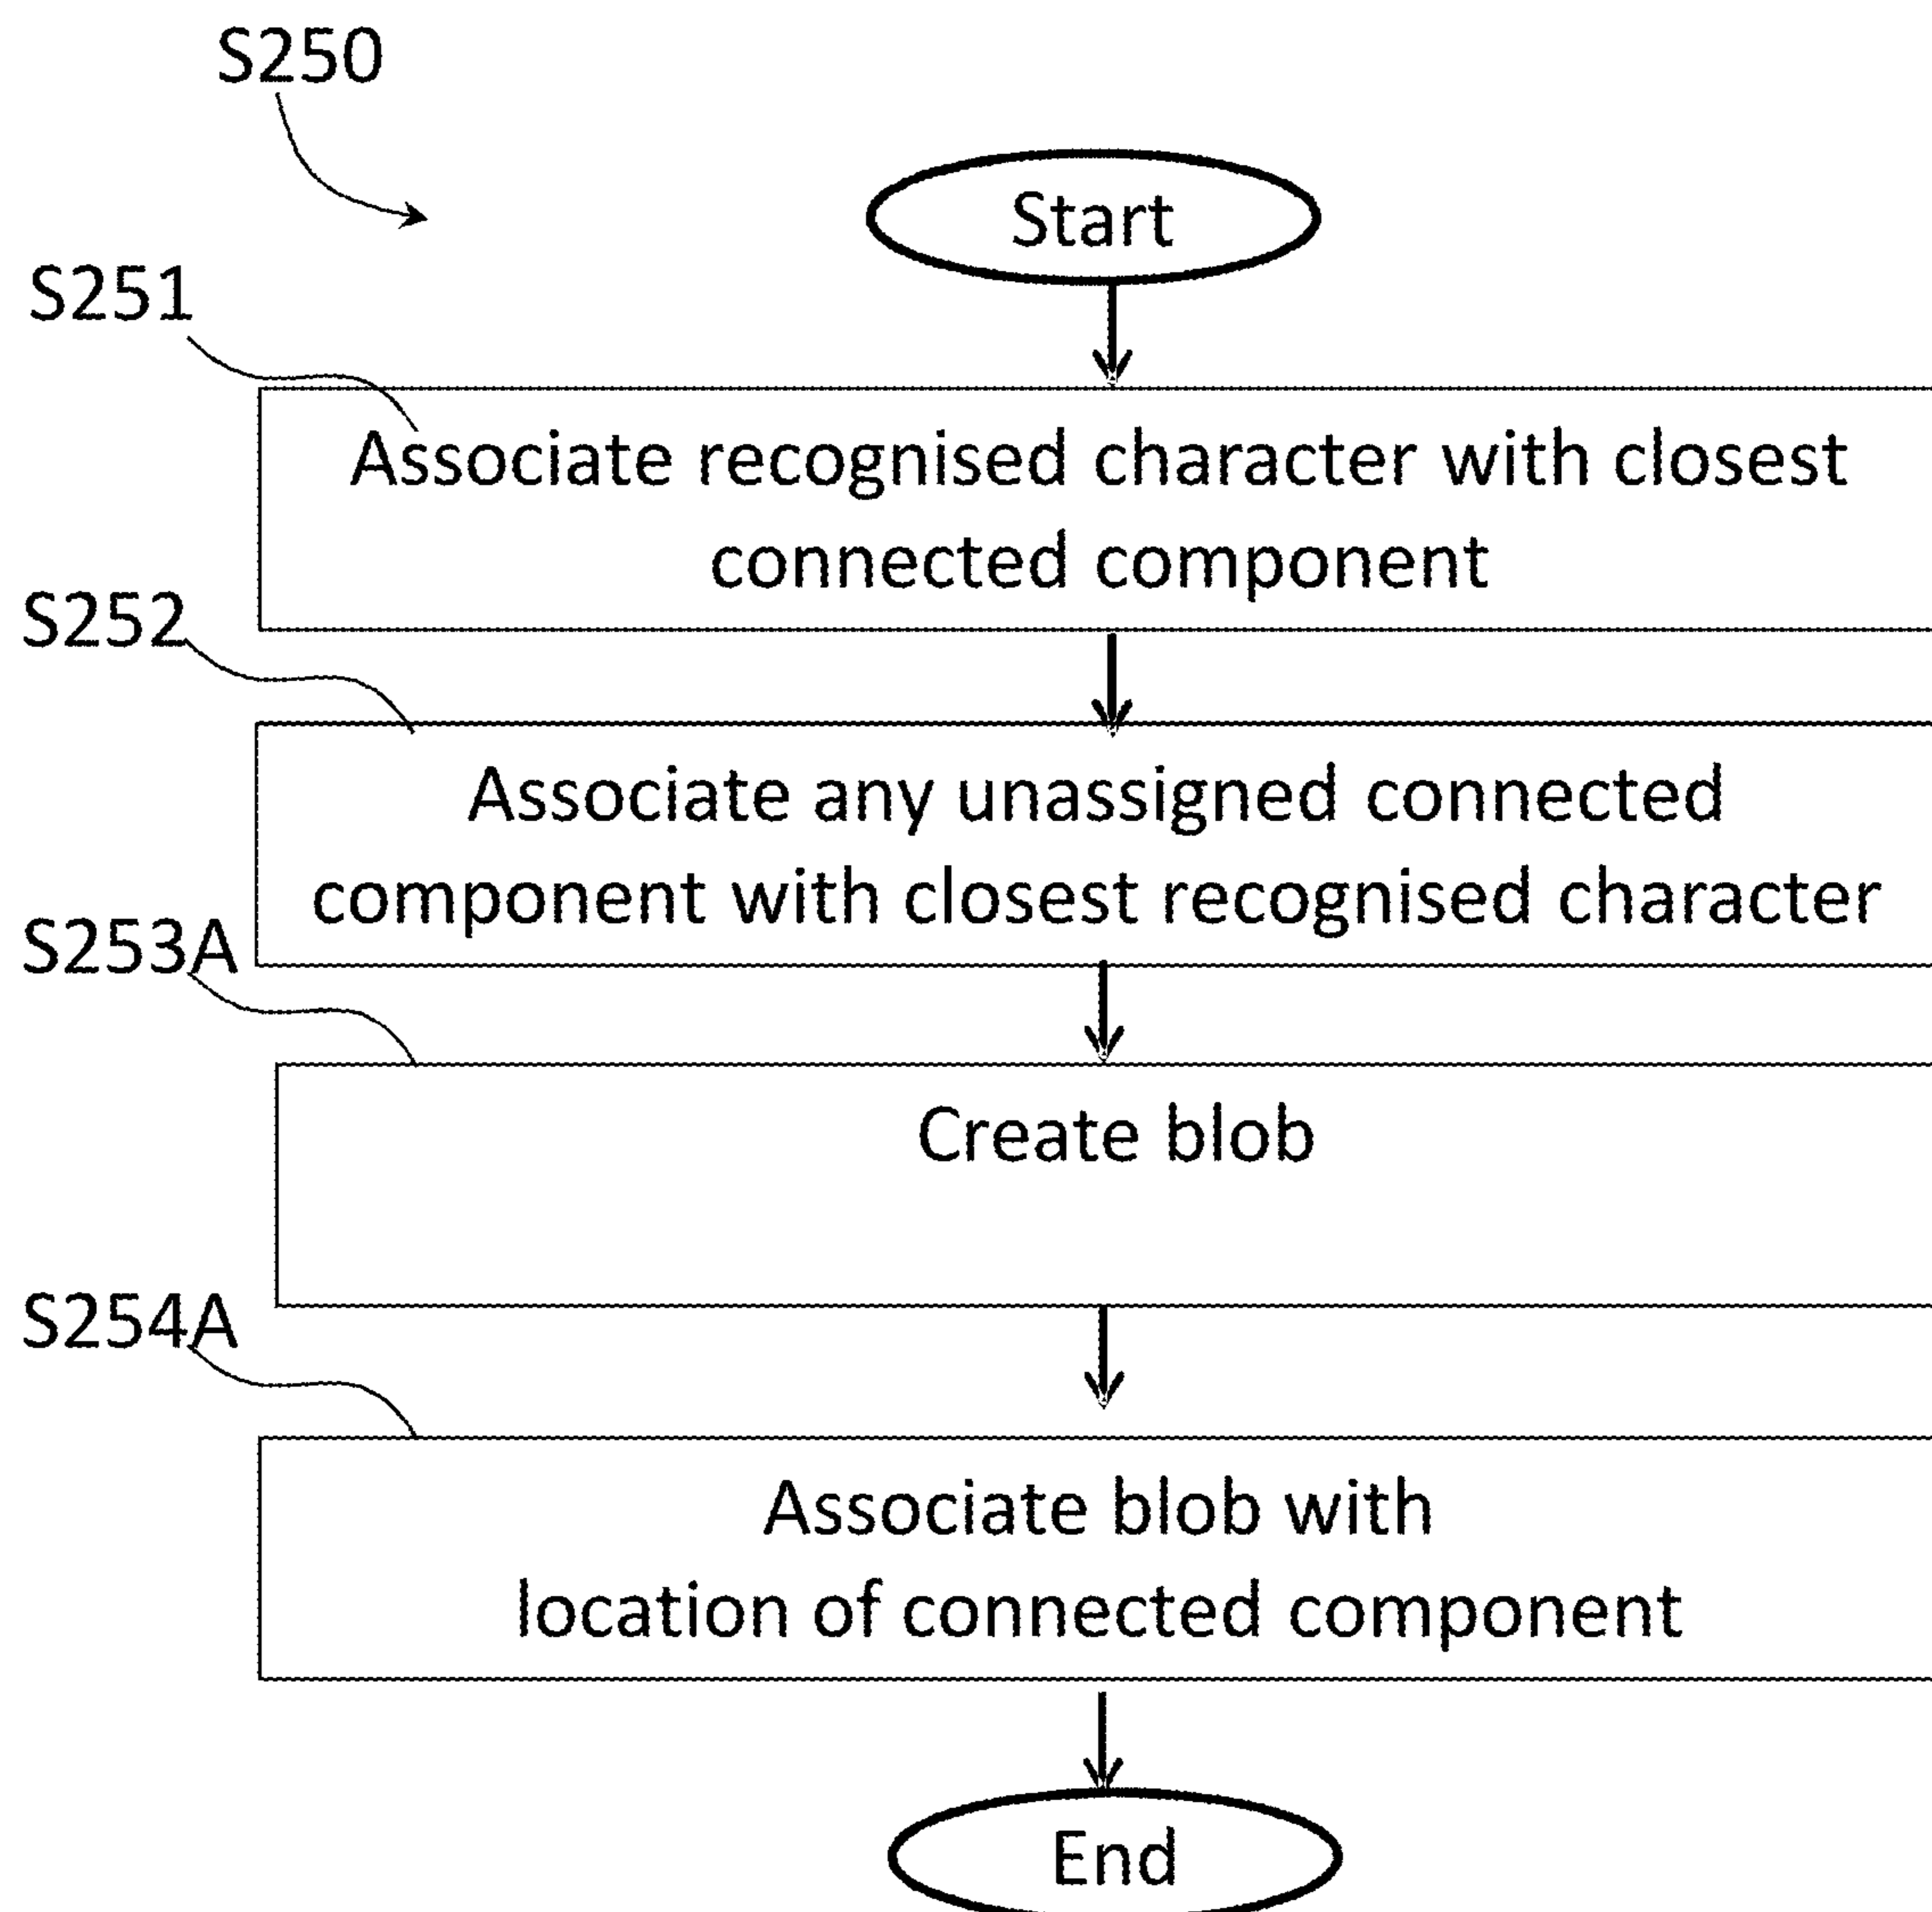 S250
Start
S251
Associate recognised character with closest
connected component
S252
Associate any unassigned connected
component with closest recognised character
S253A
Create blob
S254A
Associate blob with
location of connected component
End